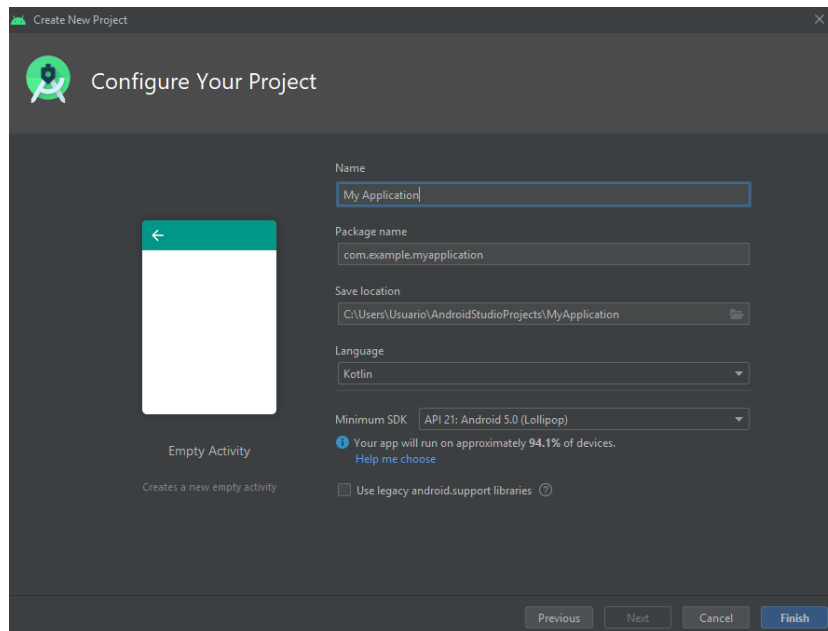 Create New Project
Configure Your Project
Name
My Application
Package name
com.example.myapplication
Save location
C:\Users\Usuario\AndroidStudioProjects\MyApplication
Language
Kotlin
Minimum SDK API 21: Android 5.0 (Lollipop)
Your app will run on approximately 94.1% of devices.
Help me choose
Use legacy android.support libraries ?
Empty Activity
Creates a new empty activity
Previous Next Cancel Finish